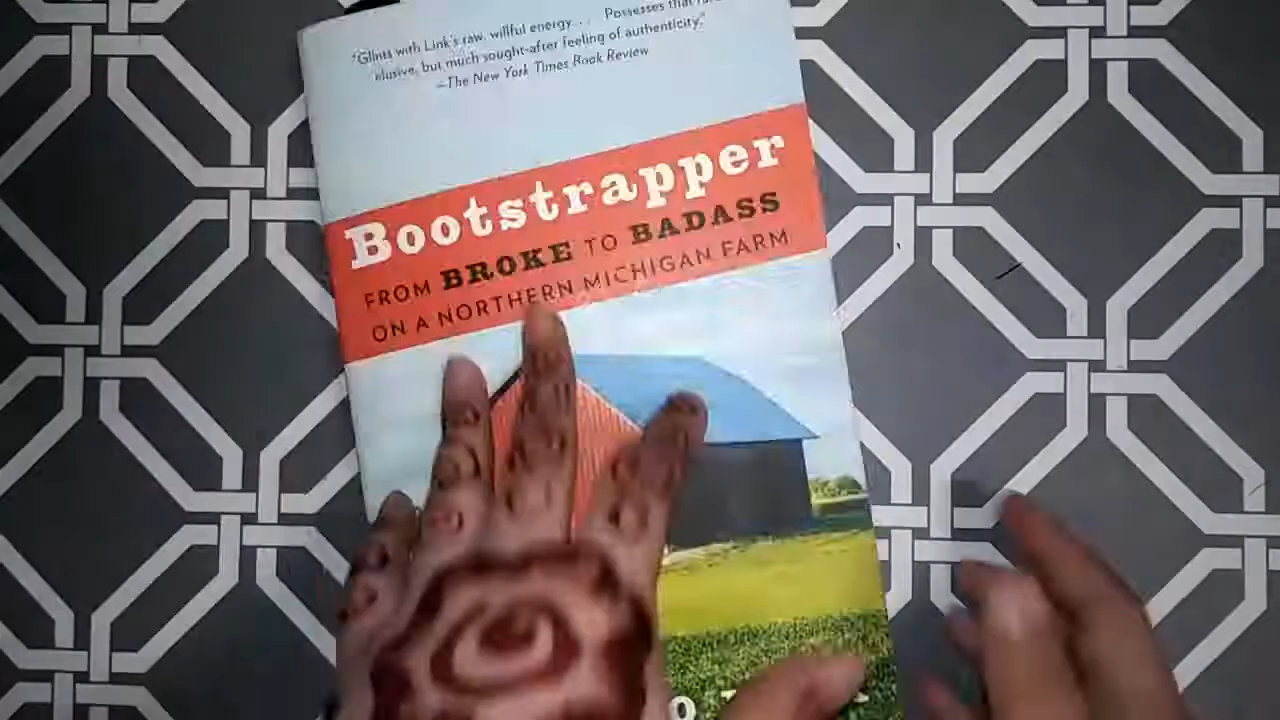 "Glints with Link's raw, willful energy. . . Possesses that
elusive, but much sought-after feeling of authenticity."
—The New York Times Book Review
Bootstrapper
FROM BROKE TO BADASS
ON A NORTHERN MICHIGAN FARM